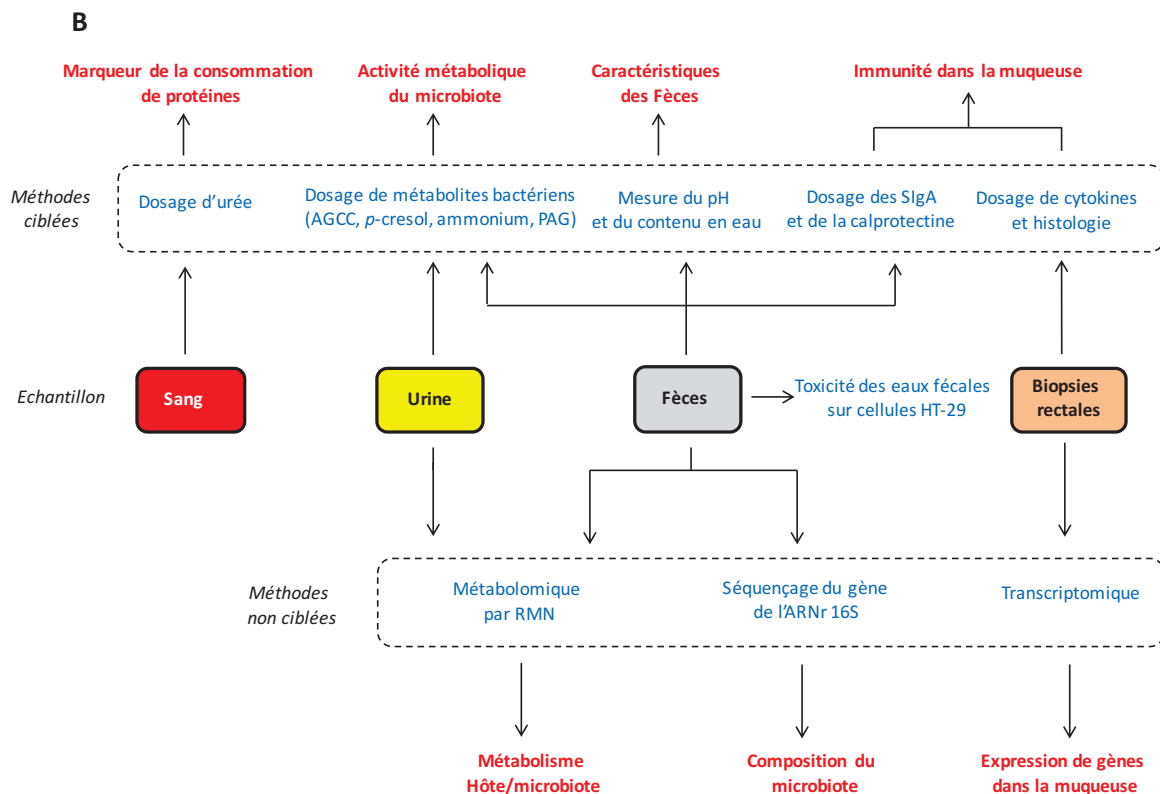 B
Marqueur de la consommation
de protéines
Activité métabolique
du microbiote
Caractéristiques
des Fèces
Immunité dans la muqueuse
Méthodes
ciblées
Dosage d'urée
Dosage de métabolites bactériens
(AGCC, p-cresol, ammonium, PAG)
Mesure du pH
et du contenu en eau
Dosage des SIgA
et de la calprotectine
Dosage de cytokines
et histologie
Echantillon
Sang
Urine
Fèces
Toxicité des eaux fécales
sur cellules HT-29
Biopsies
rectales
Méthodes
non ciblées
Métabolomique
par RMN
Séquençage du gène
de l'ARNr 16S
Transcriptomique
Métabolisme
Hôte/microbiote
Composition du
microbiote
Expression de gènes
dans la muqueuse